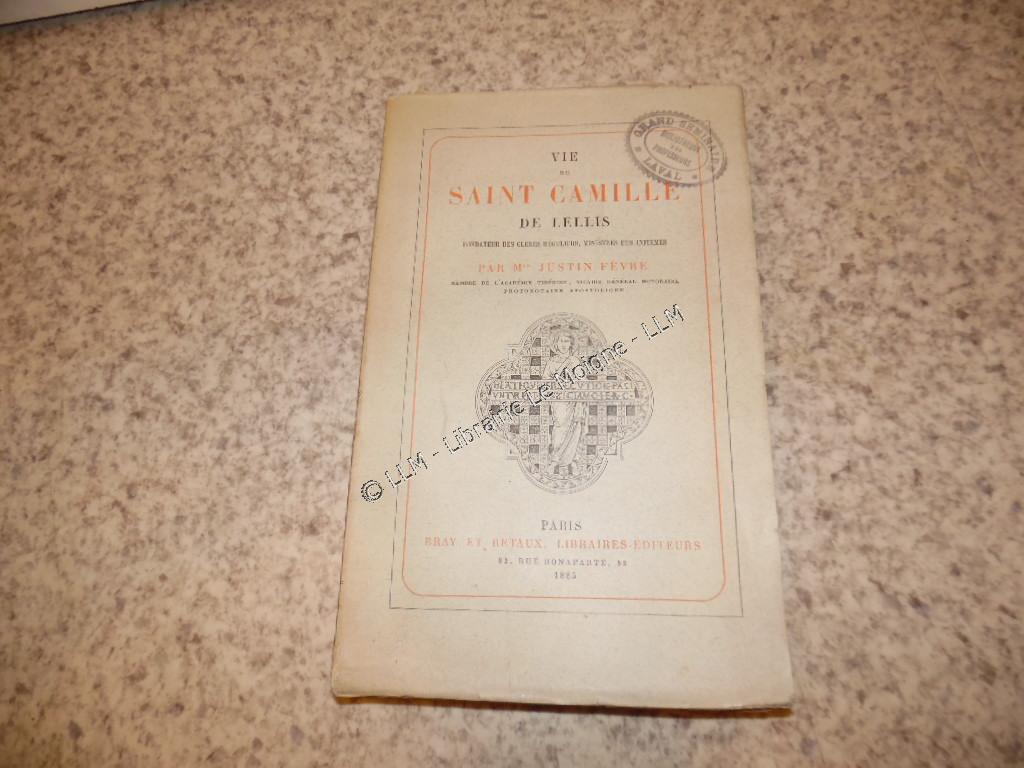 VIE
DE
SAINT CAMILLE
DE LELLIS
FONDATEUR DES CLERCS RÉGULIERS, MINISTRES DES INFIRMES
PAR Mgr JUSTIN FÈVRE
MEMBRE DE L'ACADÉMIE TIBÉRINE, VICAIRE GÉNÉRAL HONORAIRE,
PROTONOTAIRE APOSTOLIQUE
GRAND SEMINAIRE
PROFESSEURS
* LAVAL *
© LLM - Librairie Le Moigne - LLM
PARIS
BRAY ET RETAUX, LIBRAIRES-ÉDITEURS
82, RUE BONAPARTE, 82
1885